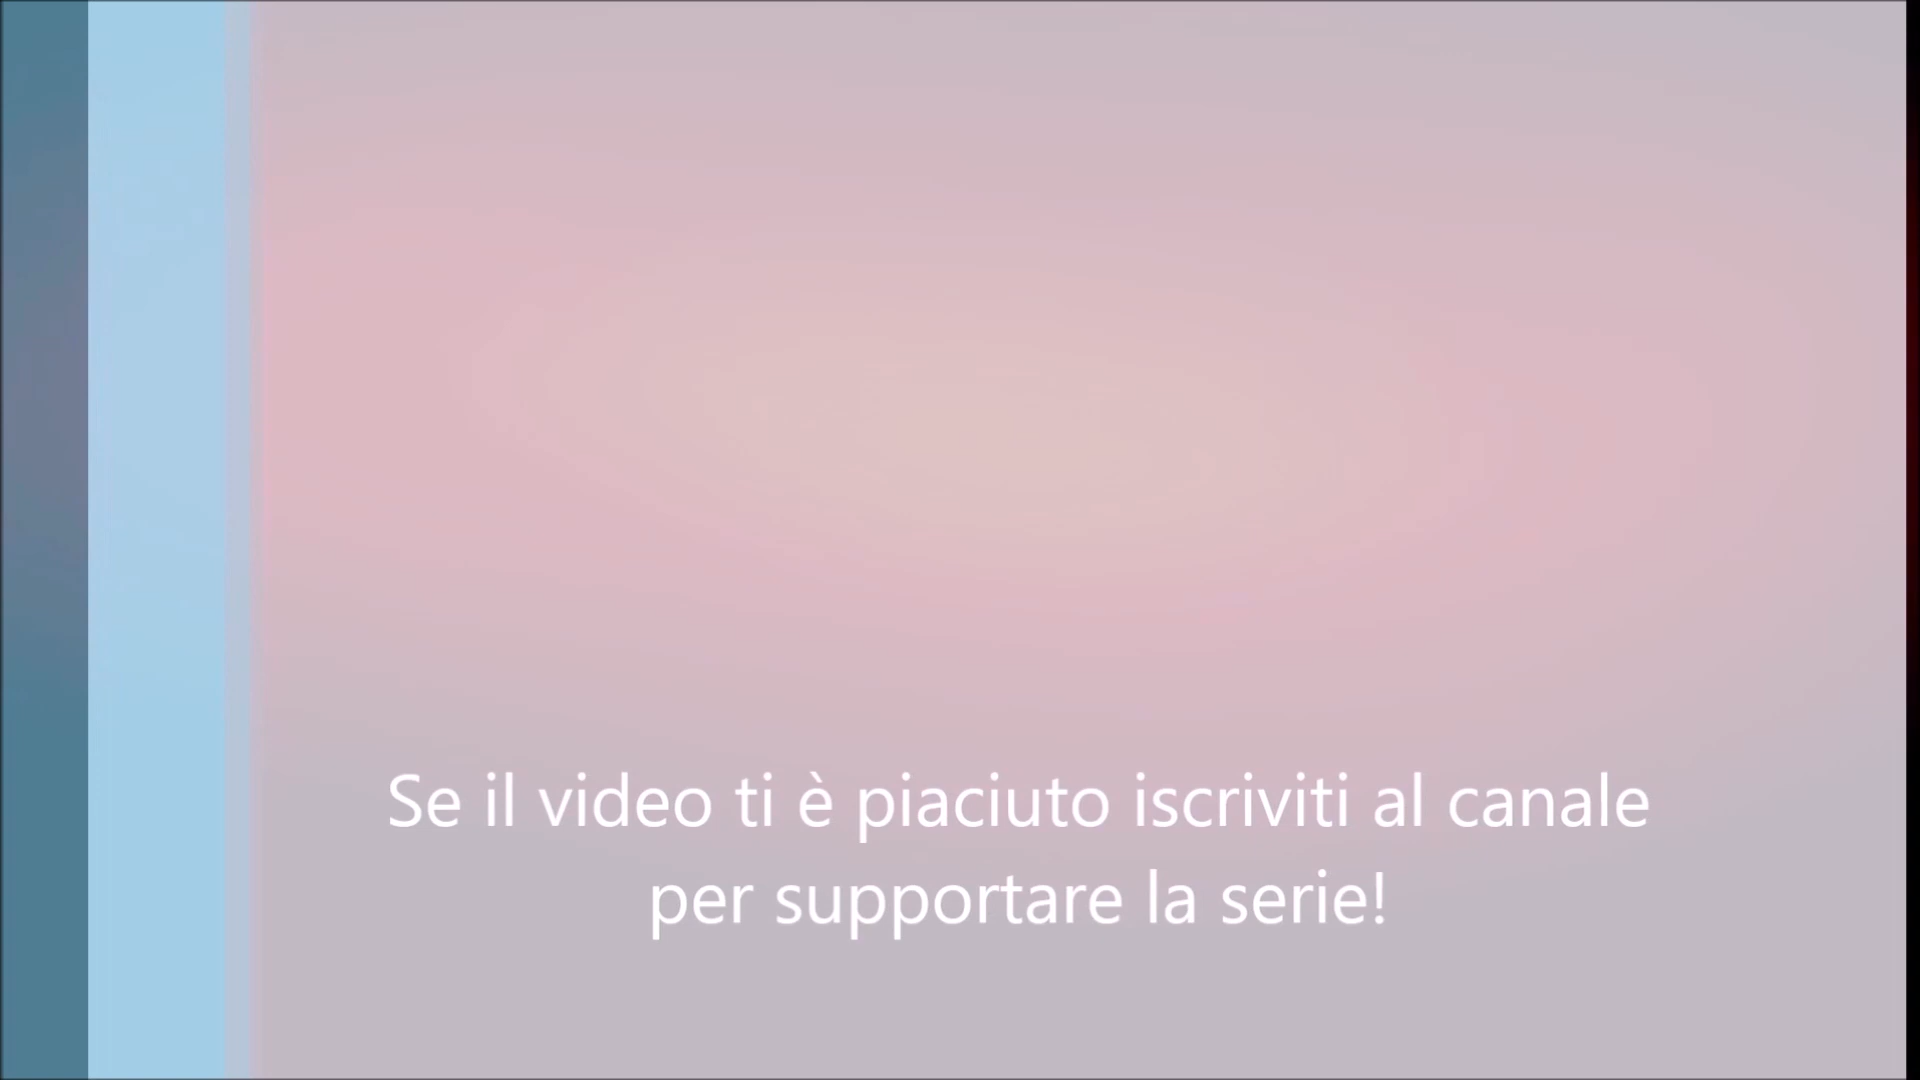 Se il video ti è piaciuto iscriviti al canale
per supportare la serie!